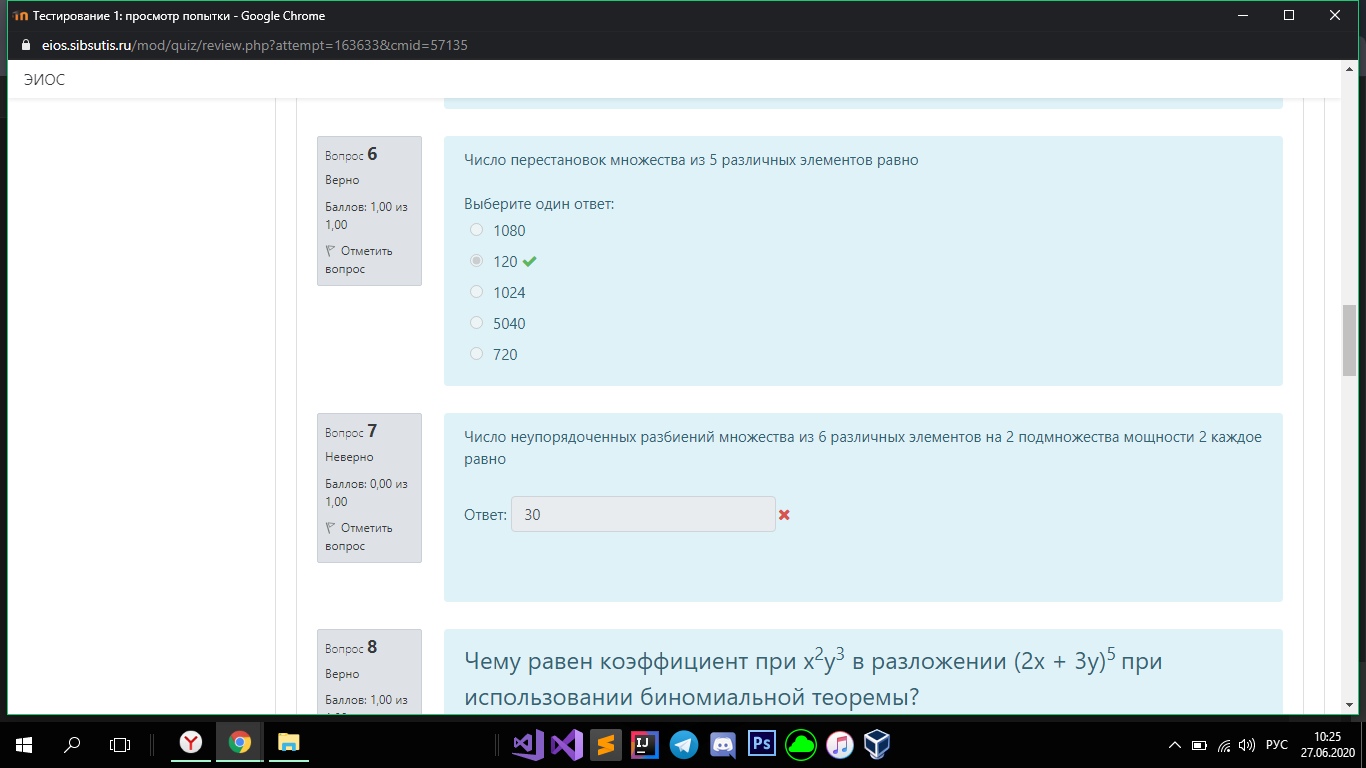 Тестирование 1: просмотр попытки - Google Chrome
eios.sibsutis.ru/mod/quiz/review.php?attempt=163633&cmid=57135
ЭИОС
Вопрос 6
Верно
Баллов: 1,00 из
1,00
Отметить
вопрос
Число перестановок множества из 5 различных элементов равно
Выберите один ответ:
1080
120
1024
5040
720
Вопрос 7
Неверно
Баллов: 0,00 из
1,00
Отметить
вопрос
Число неупорядоченных разбиений множества из 6 различных элементов на 2 подмножества мощности 2 каждое
равно
Ответ: 30
Вопрос 8
Верно
Баллов: 1,00 из
Чему равен коэффициент при x²y³ в разложении (2x + 3y)⁵ при
использовании биномиальной теоремы?
IJ
Ps
РУС
10:25
27.06.2020